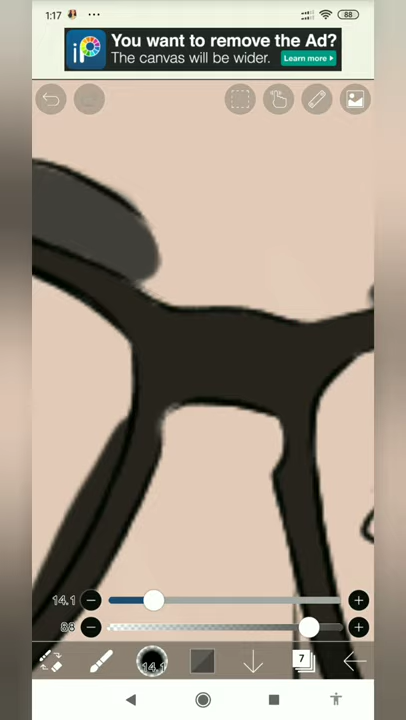 1:17
88
You want to remove the Ad?
The canvas will be wider.
Learn more
iP
14.1
88
14.1
7